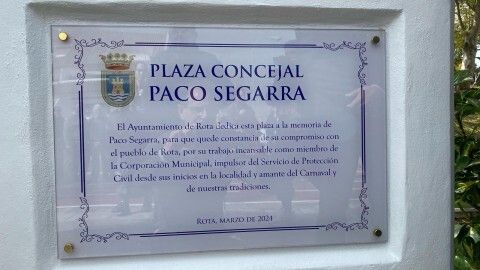 PLAZA CONCEJAL
PACO SEGARRA
El Ayuntamiento de Rota dedica esta plaza a la memoria de
Paco Segarra, para que quede constancia de su compromiso con
el pueblo de Rota, por su trabajo incansable como miembro de
la Corporación Municipal, impulsor del Servicio de Protección
Civil desde sus inicios en la localidad y amante del Carnaval y
de nuestras tradiciones.
ROTA, MARZO DE 2024